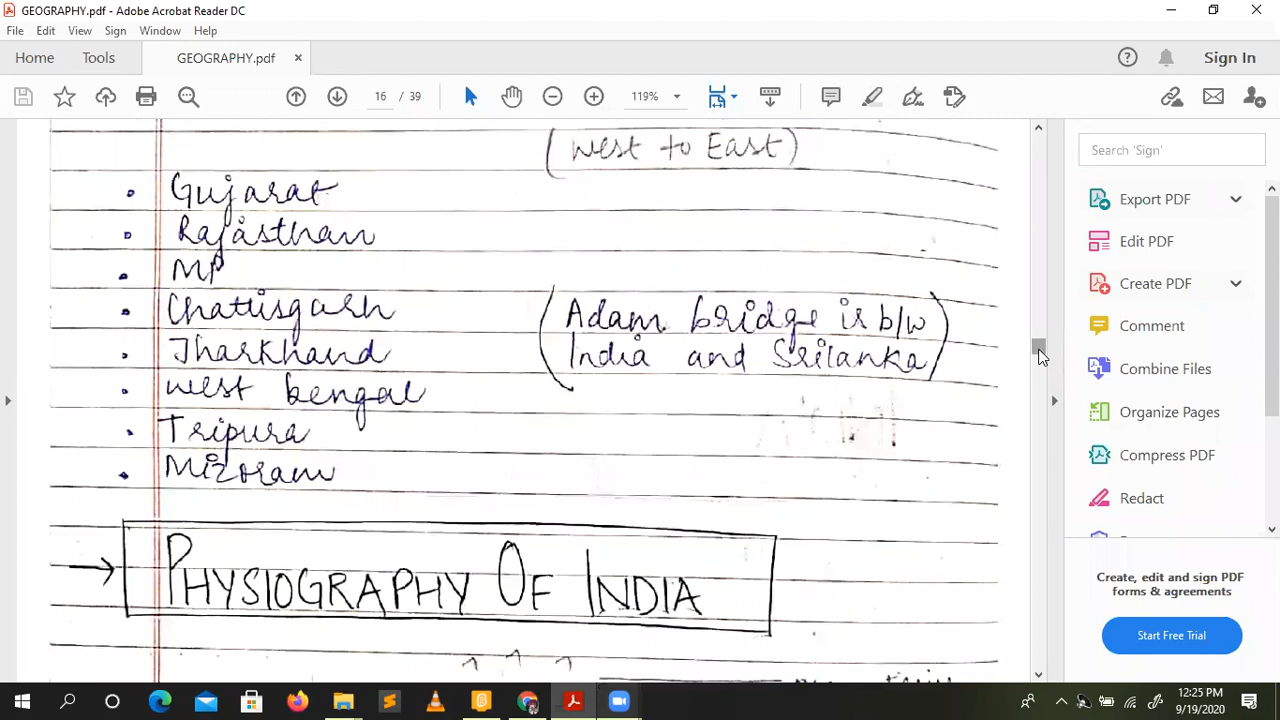 GEOGRAPHY.pdf - Adobe Acrobat Reader DC
File Edit View Sign Window Help
Home Tools GEOGRAPHY.pdf × Sign In
16 / 39 119%
(West to East)
Search 'Sign'
• Gujarat
Export PDF
• Rajasthan
Edit PDF
• MP
Create PDF
• Chattisgarh
(Adam bridge is b/w
Comment
• Jharkhand
India and Srilanka)
Combine Files
• West bengal
Organize Pages
• Tripura
Compress PDF
• Mizoram
Redact
→ PHYSIOGRAPHY OF INDIA
Create, edit and sign PDF
forms & agreements
Start Free Trial
12:25 PM
9/19/2020